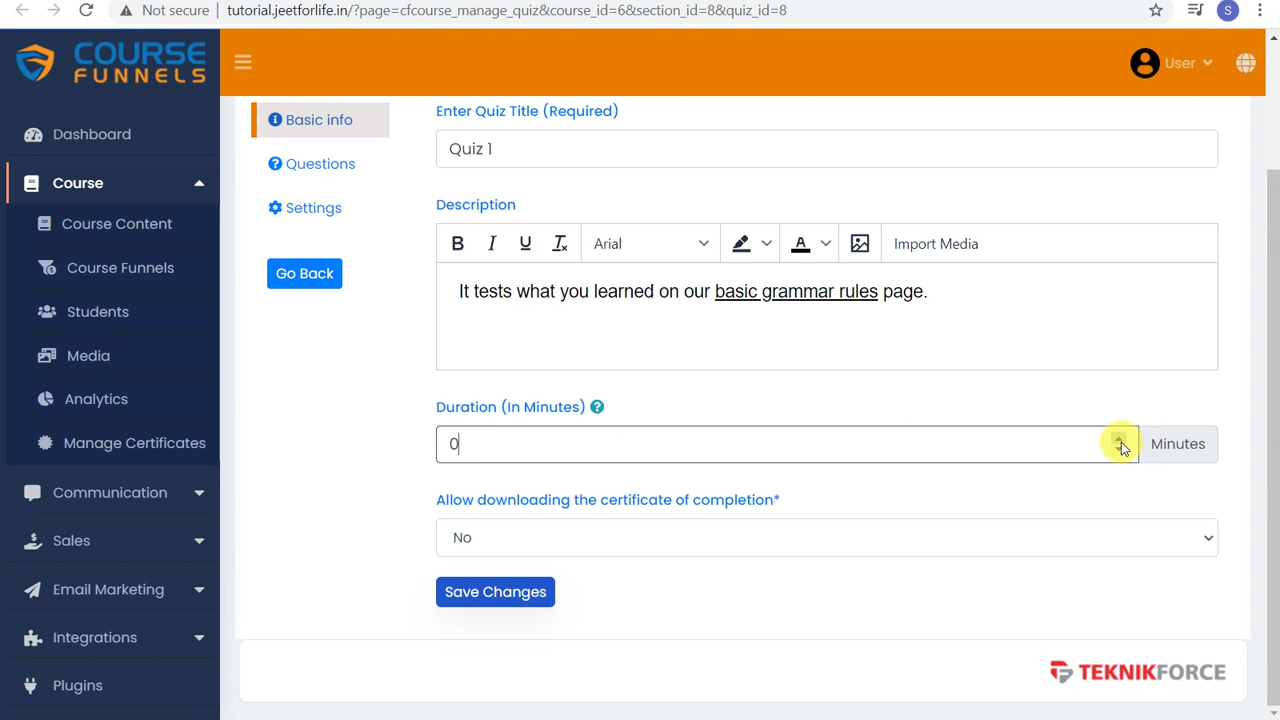 Not secure
tutorial.jeetforlife.in/?page=cfcourse_manage_quiz&course_id=6&section_id=8&quiz_id=8
S
COURSE
FUNNELS
User
Dashboard
Course
Course Content
Course Funnels
Students
Media
Analytics
Manage Certificates
Communication
Sales
Email Marketing
Integrations
Plugins
Basic info
Questions
Settings
Go Back
Enter Quiz Title (Required)
Quiz 1
Description
B I U T Arial A Import Media
It tests what you learned on our basic grammar rules page.
Duration (In Minutes)
0
Minutes
Allow downloading the certificate of completion*
No
Save Changes
TEKNIKFORCE